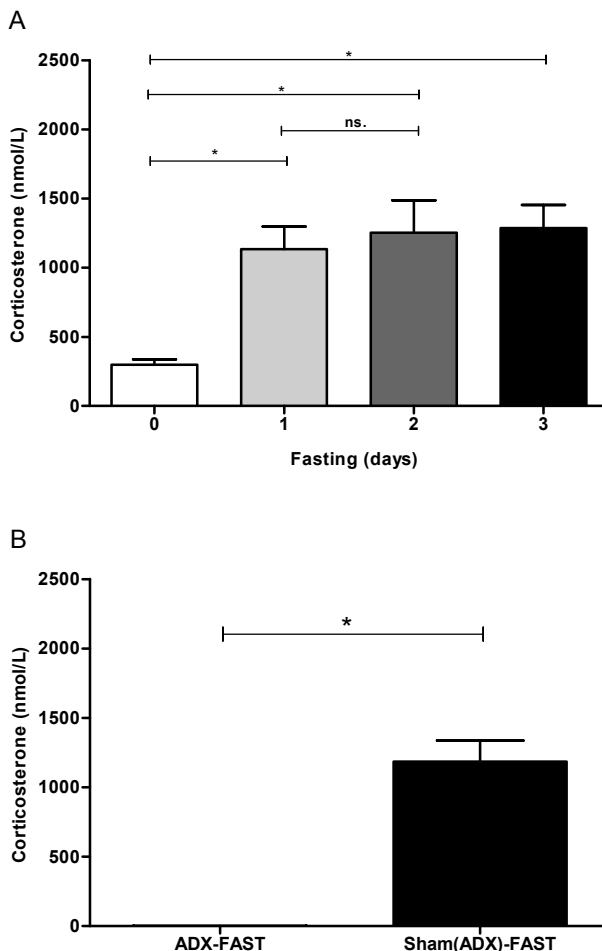 A
2500
2000
1500
1000
500
0
Corticosterone (nmol/L)
*
*
ns.
*
0 1 2 3
Fasting (days)
B
2500
2000
1500
1000
500
0
Corticosterone (nmol/L)
*
ADX-FAST Sham(ADX)-FAST